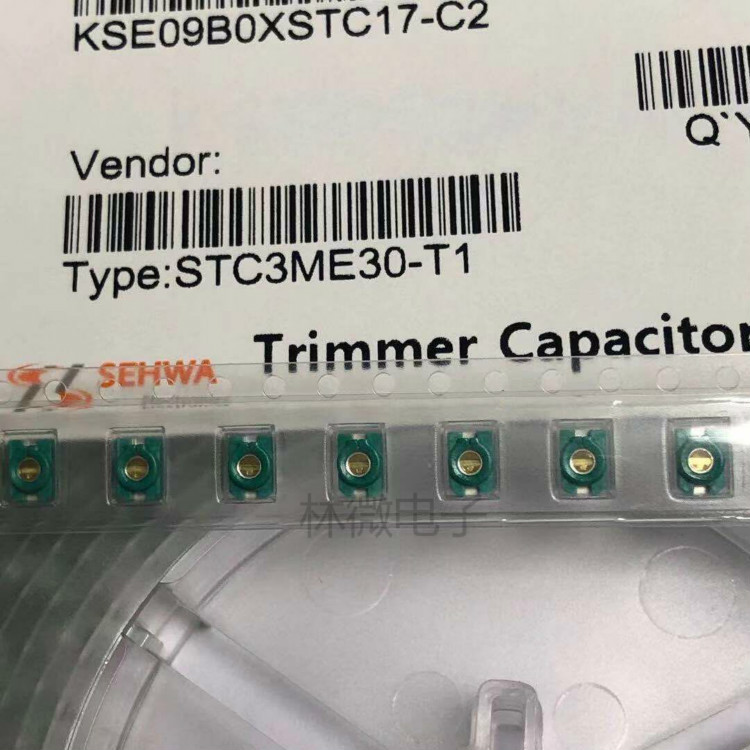 KSE09B0XSTC17-C2
Q`Y
Vendor:
Type:STC3ME30-T1
Trimmer Capacitor
SEHWA
林微电子